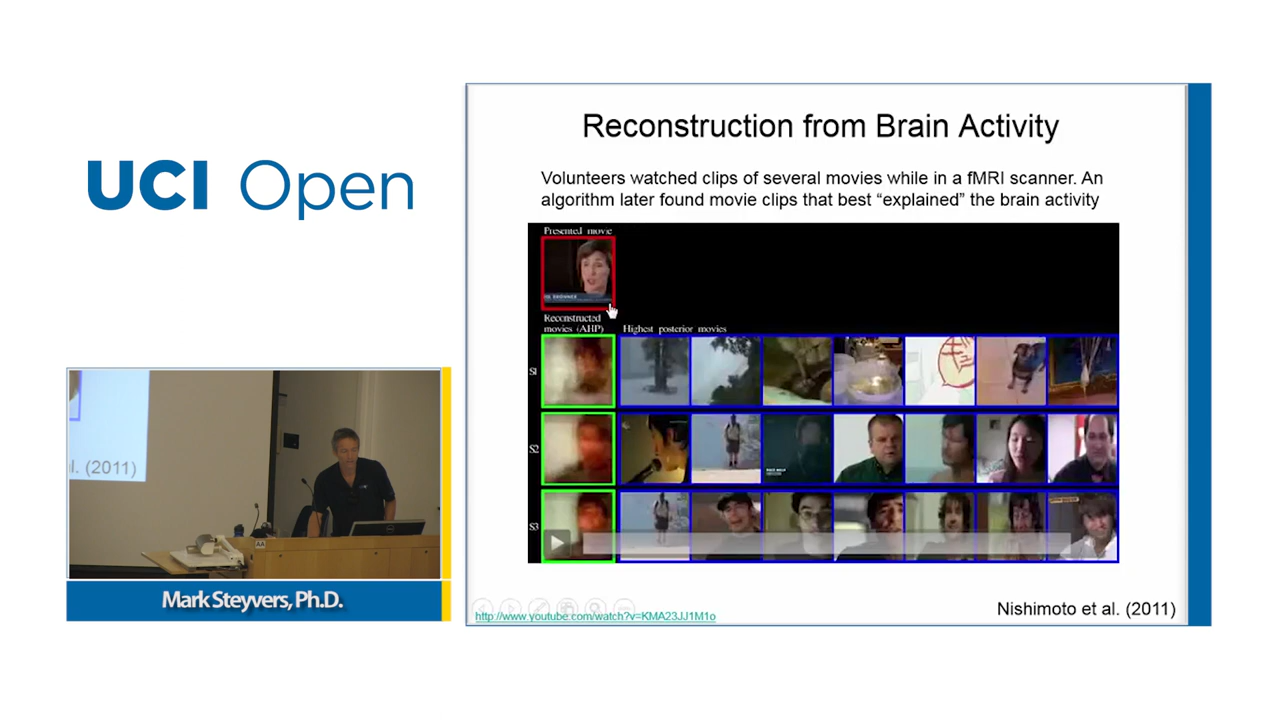 UCI Open
Reconstruction from Brain Activity
Volunteers watched clips of several movies while in a fMRI scanner. An
algorithm later found movie clips that best “explained” the brain activity
Presented movie
Reconstructed
movies (AHP)
Highest posterior movies
S1
S2
S3
l. (2011)
AA
Mark Steyvers, Ph.D.
http://www.youtube.com/watch?v=KMA23JJ1M1o
Nishimoto et al. (2011)